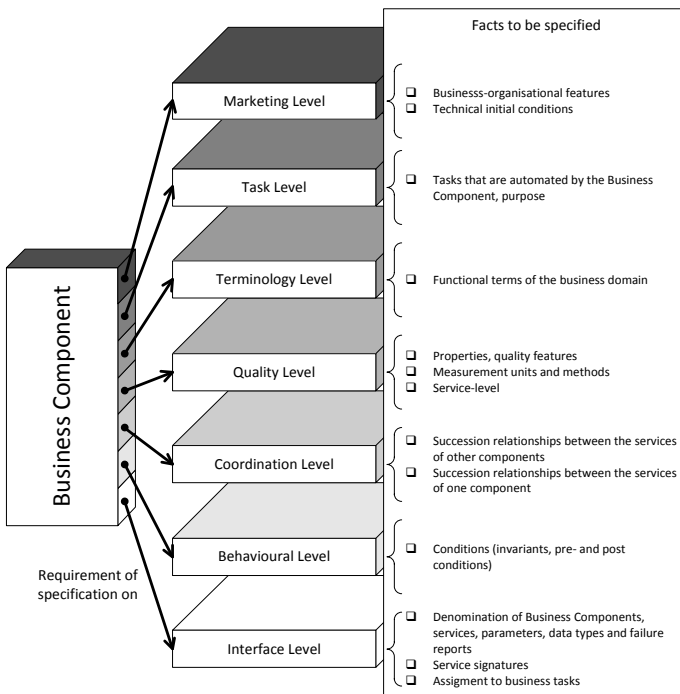 Facts to be specified
Marketing Level
❑ Businesss-organisational features
❑ Technical initial conditions
Task Level
❑ Tasks that are automated by the Business
Component, purpose
Terminology Level
❑ Functional terms of the business domain
Quality Level
❑ Properties, quality features
❑ Measurement units and methods
❑ Service-level
Coordination Level
❑ Succession relationships between the services
of other components
❑ Succession relationships between the services
of one component
Behavioural Level
❑ Conditions (invariants, pre- and post
conditions)
Interface Level
❑ Denomination of Business Components,
services, parameters, data types and failure
reports
❑ Service signatures
❑ Assigment to business tasks
Business Component
Requirement of
specification on